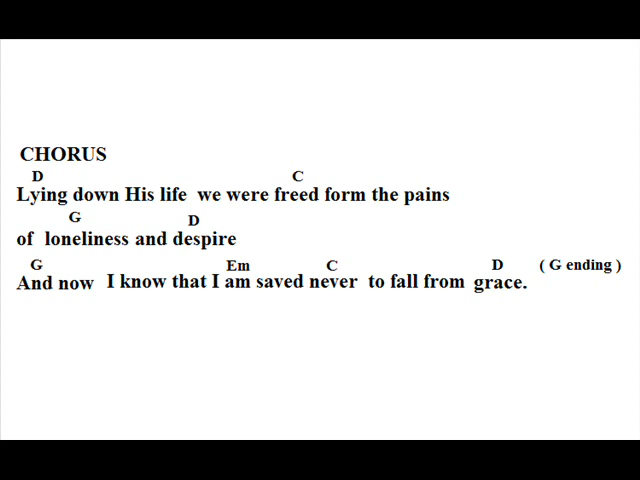 CHORUS
D C
Lying down His life we were freed form the pains
G D
of loneliness and despire
G Em C D ( G ending )
And now I know that I am saved never to fall from grace.